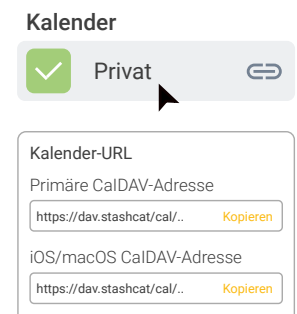 Kalender
Privat
Kalender-URL
Primäre CalDAV-Adresse
https://dav.stashcat/cal/.. Kopieren
iOS/macOS CalDAV-Adresse
https://dav.stashcat/cal/.. Kopieren